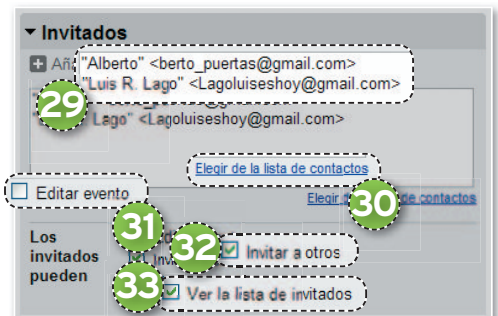 Invitados
Aña
"Alberto" <berto_puertas@gmail.com>
"Luis R. Lago" <Lagoluiseshoy@gmail.com>
29
Lago" <Lagoluiseshoy@gmail.com>
Elegir de la lista de contactos
Editar evento
Elegir de contactos
30
31
Los invitados pueden
32
Invitar a otros
33
Ver la lista de invitados